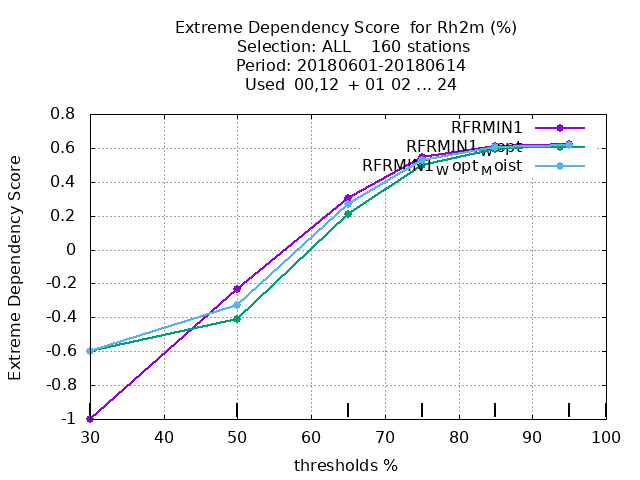 Extreme Dependency Score for Rh2m (%)
Selection: ALL 160 stations
Period: 20180601-20180614
Used 00,12 + 01 02 ... 24
RFRMIN1
RFRMIN1Wopt
RFRMIN1WoptMoist
Extreme Dependency Score
0.8
0.6
0.4
0.2
0
-0.2
-0.4
-0.6
-0.8
-1
30 40 50 60 70 80 90 100
thresholds %